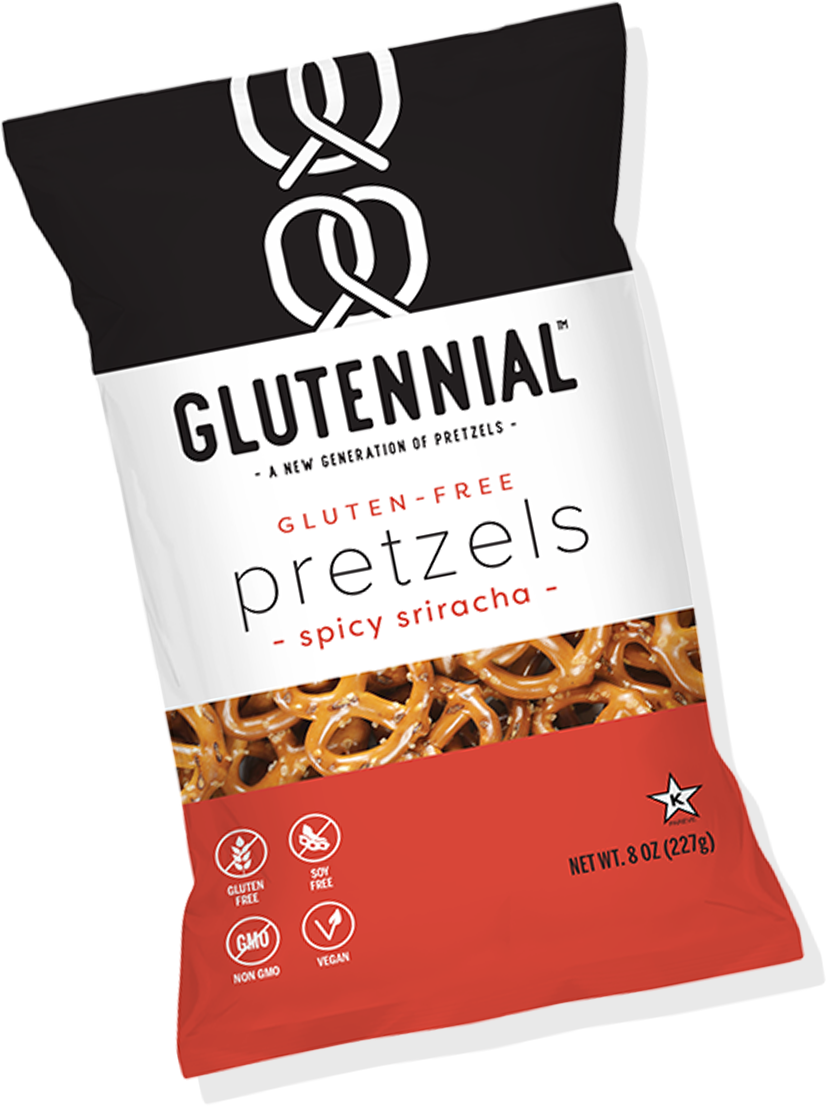 GLUTENNIAL™
- A NEW GENERATION OF PRETZELS -
GLUTEN-FREE
pretzels
- spicy sriracha -
K
PAREVE
NET WT. 8 OZ (227g)
GLUTEN
FREE
SOY
FREE
GMO
NON GMO
VEGAN